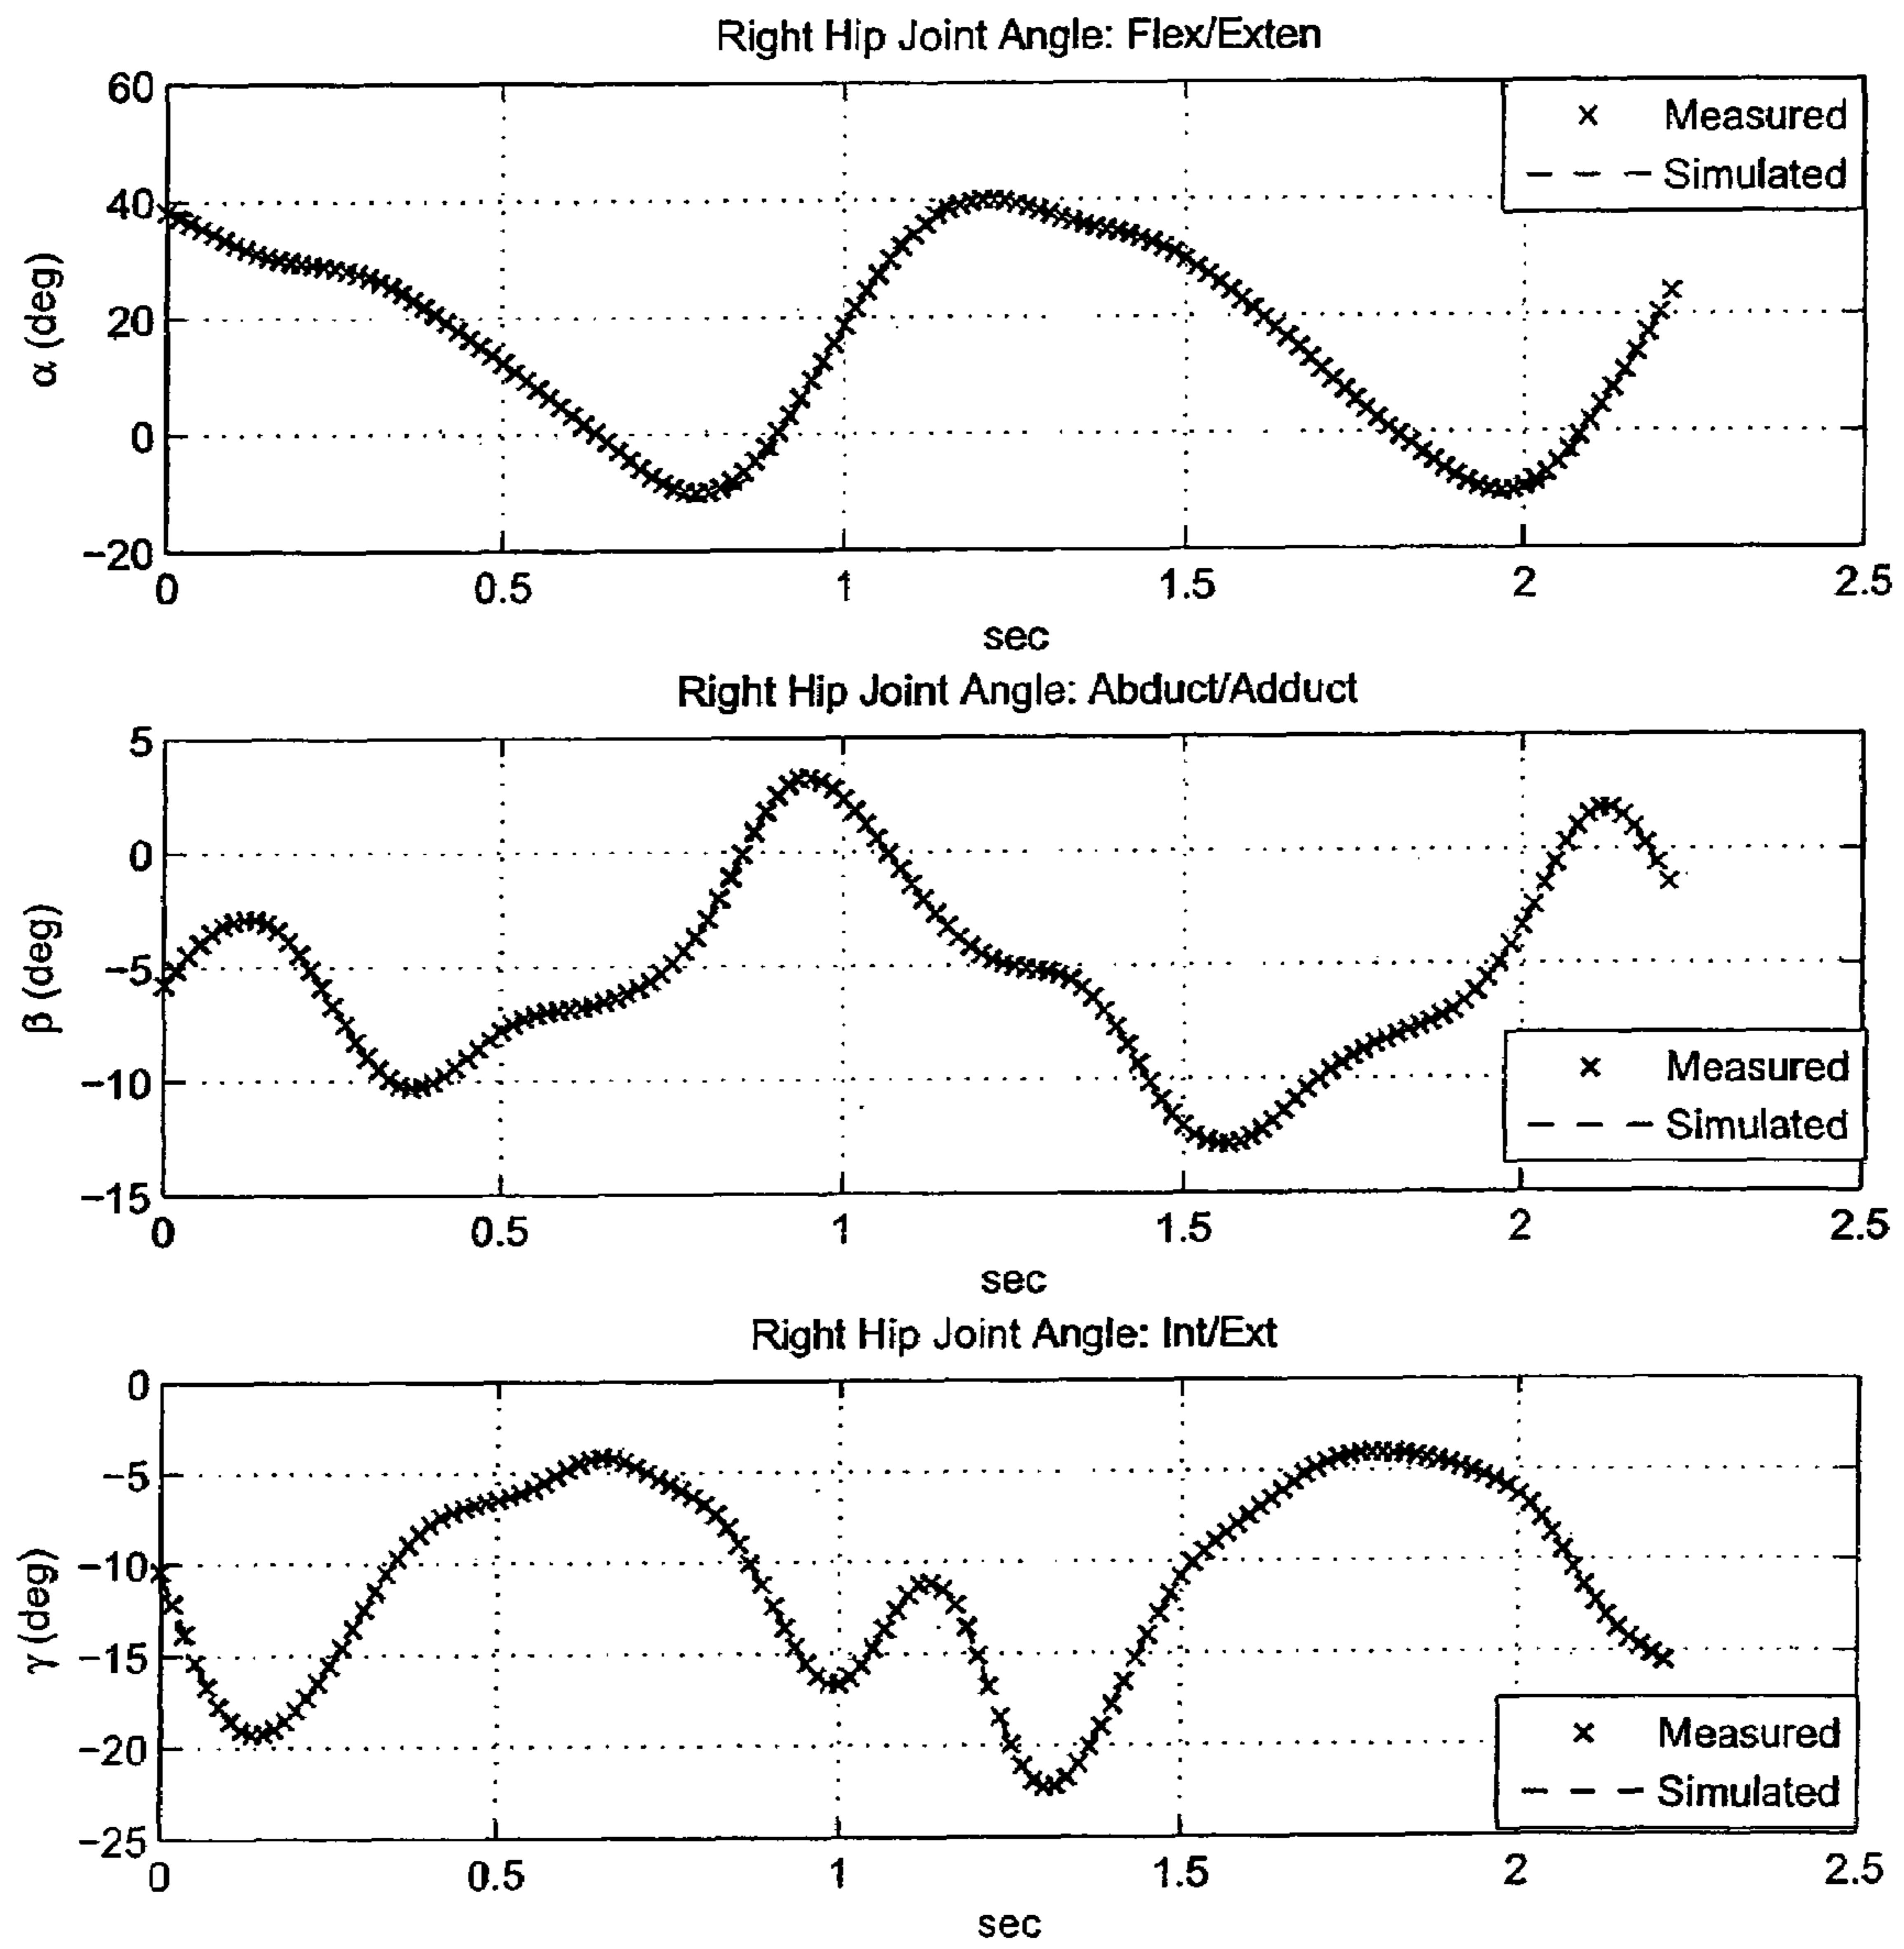 Right Hip Joint Angle: Flex/Exten
60
40
20
0
−20
α (deg)
Measured
Simulated
0 0.5 1 1.5 2 2.5
sec
Right Hip Joint Angle: Abduct/Adduct
5
0
−5
−10
−15
β (deg)
Measured
Simulated
0 0.5 1 1.5 2 2.5
sec
Right Hip Joint Angle: Int/Ext
0
−5
−10
−15
−20
−25
γ (deg)
Measured
Simulated
0 0.5 1 1.5 2 2.5
sec